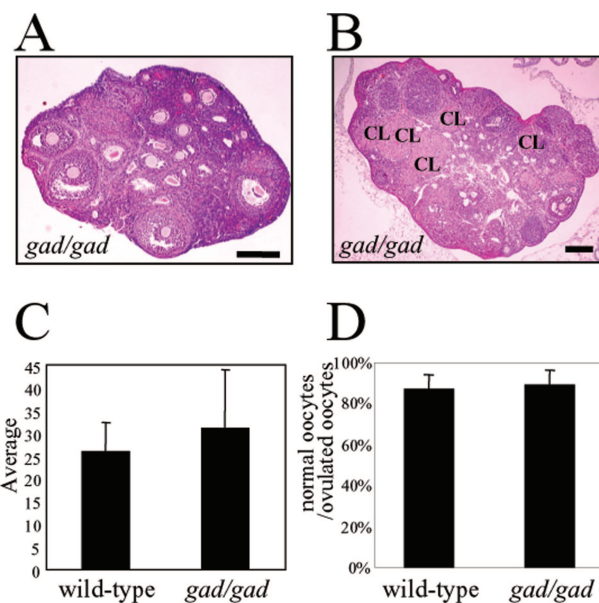 A
B
CL
CL CL
CL
CL
gad/gad
gad/gad
C
D
45
40
35
30
25
20
15
10
5
0
Average
wild-type gad/gad
100%
80%
60%
40%
20%
0%
normal oocytes
/ovulated oocytes
wild-type gad/gad